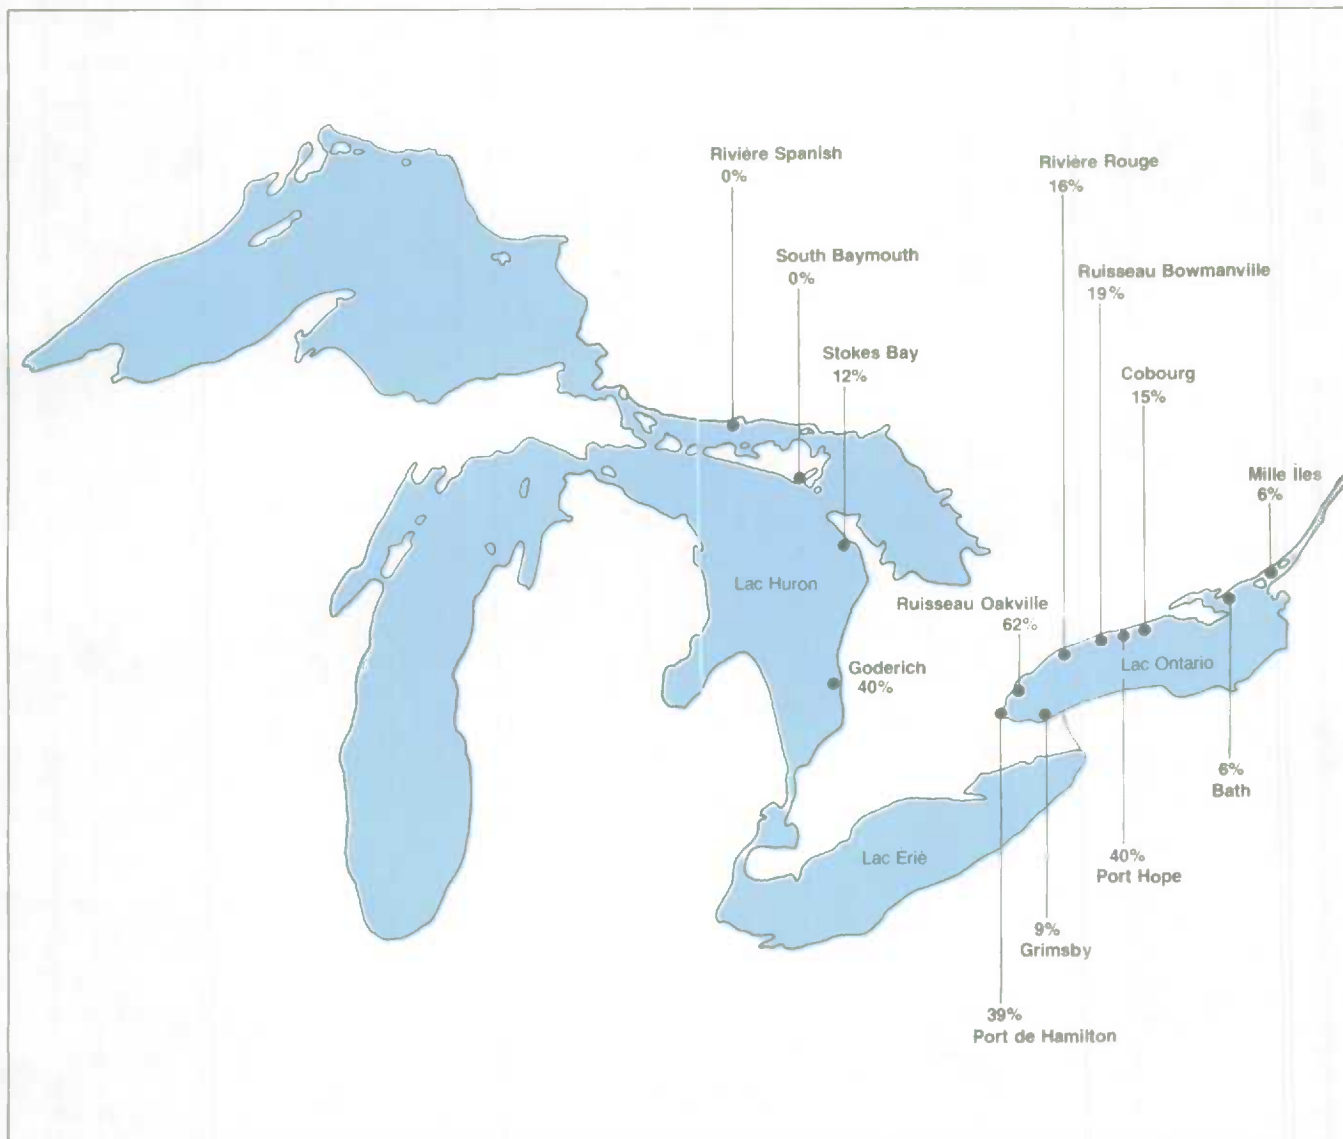 Rivière Spanish
0%
Rivière Rouge
16%
South Baymouth
0%
Ruisseau Bowmanville
19%
Stokes Bay
12%
Cobourg
15%
Mille Îles
6%
Lac Huron
Ruisseau Oakville
62%
Goderich
40%
Lac Ontario
6%
Bath
Lac Érié
40%
Port Hope
9%
Grimsby
39%
Port de Hamilton